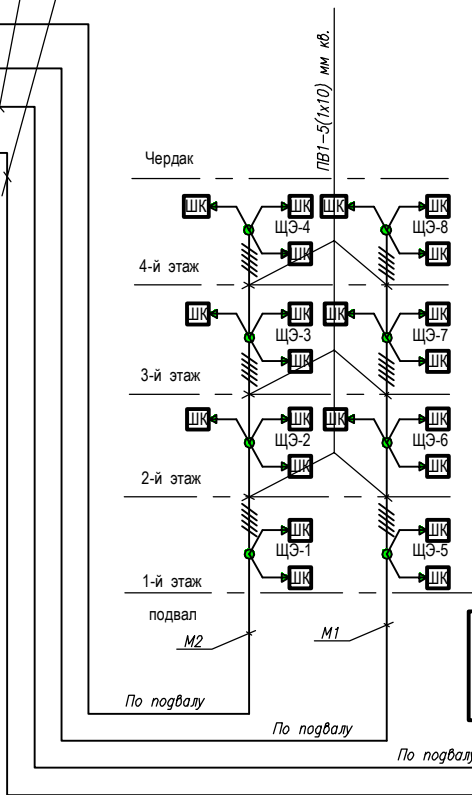 ПВ1-5(1х10) мм кв.
Чердак
ШК ШК ШК ШК
ЩЭ-4 ЩЭ-8
ШК ШК
4-й этаж
ШК ШК ШК ШК
ЩЭ-3 ЩЭ-7
ШК ШК
3-й этаж
ШК ШК ШК ШК
ЩЭ-2 ЩЭ-6
ШК ШК
2-й этаж
ШК ШК
ЩЭ-1 ЩЭ-5
ШК ШК
1-й этаж
подвал
М2 М1
По подвалу
По подвалу
По подвалу